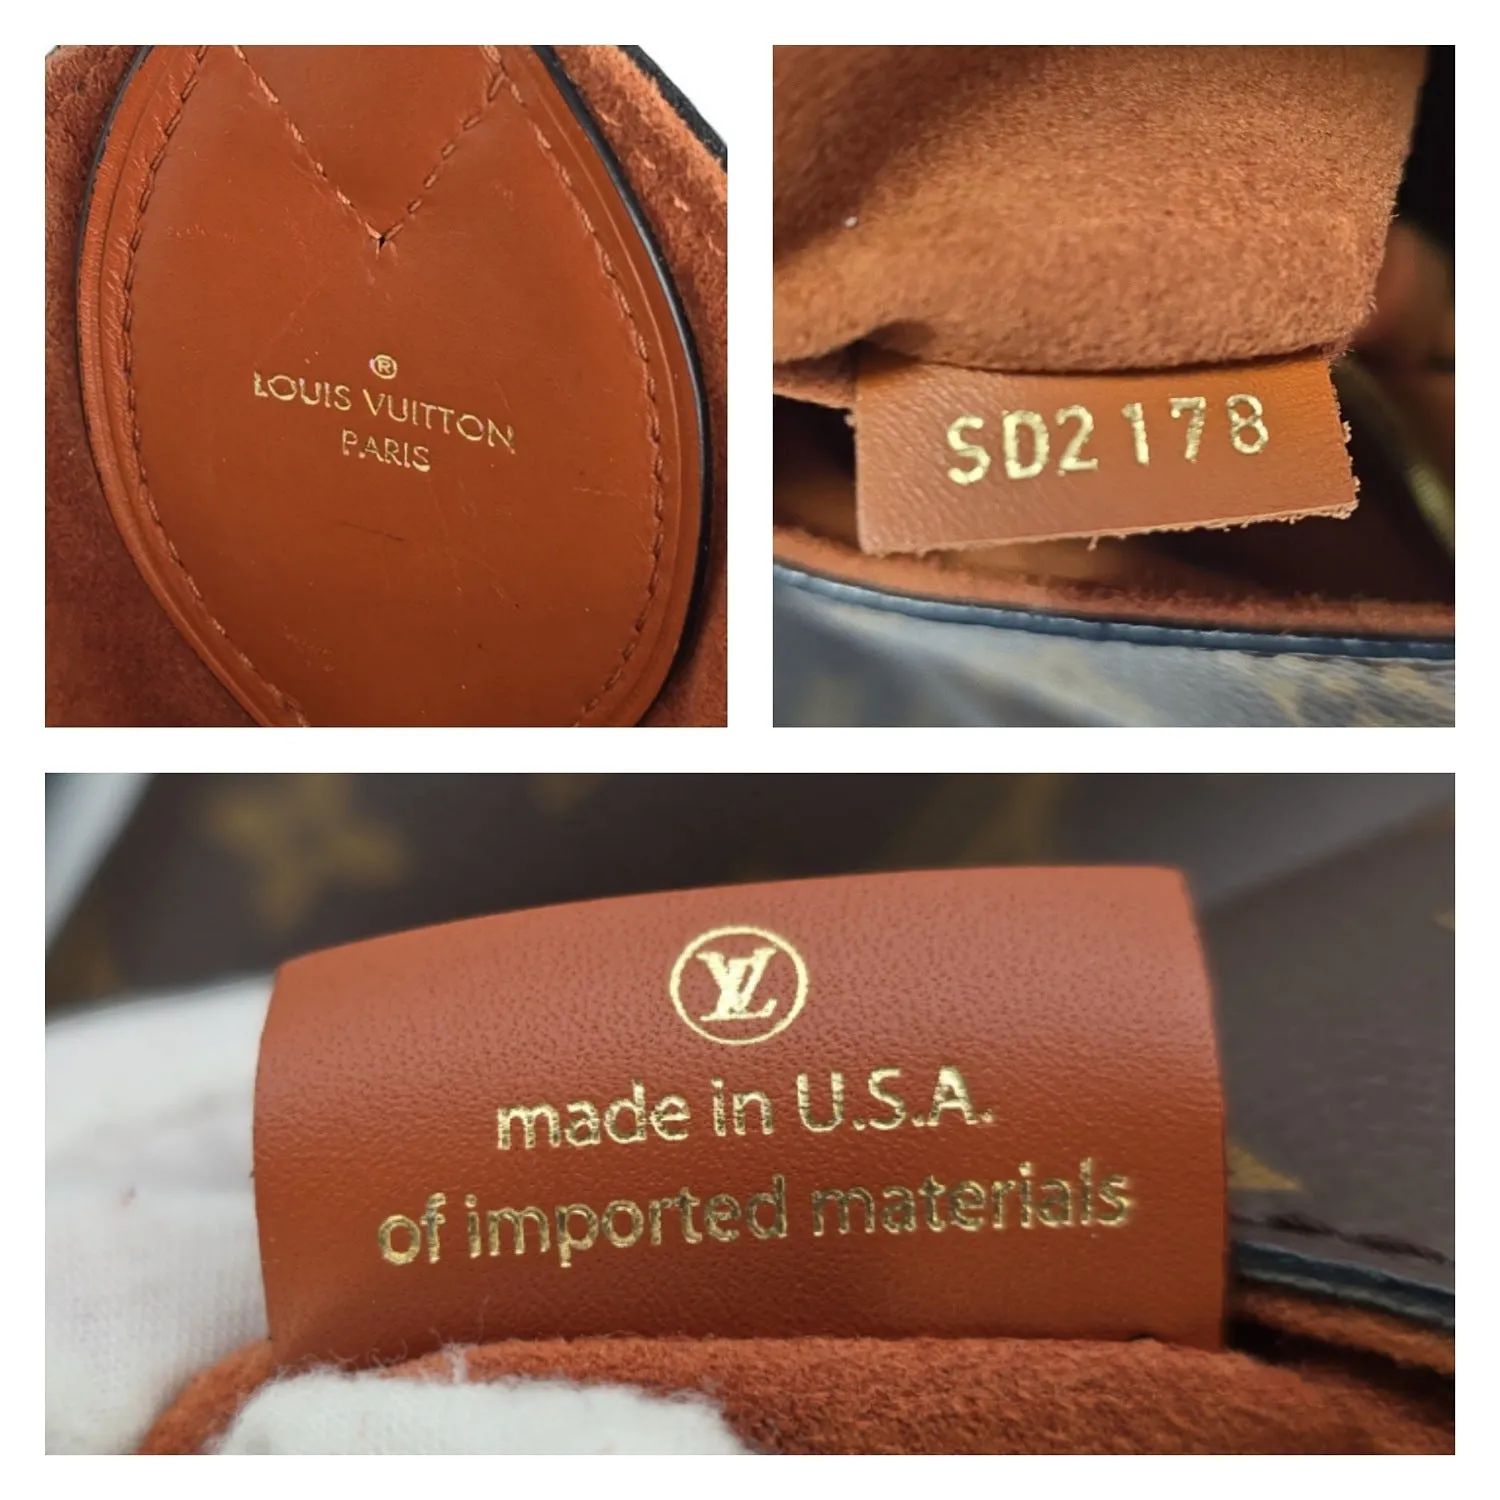 ®
LOUIS VUITTON
PARIS
SD2178
LV
made in U.S.A.
of imported materials